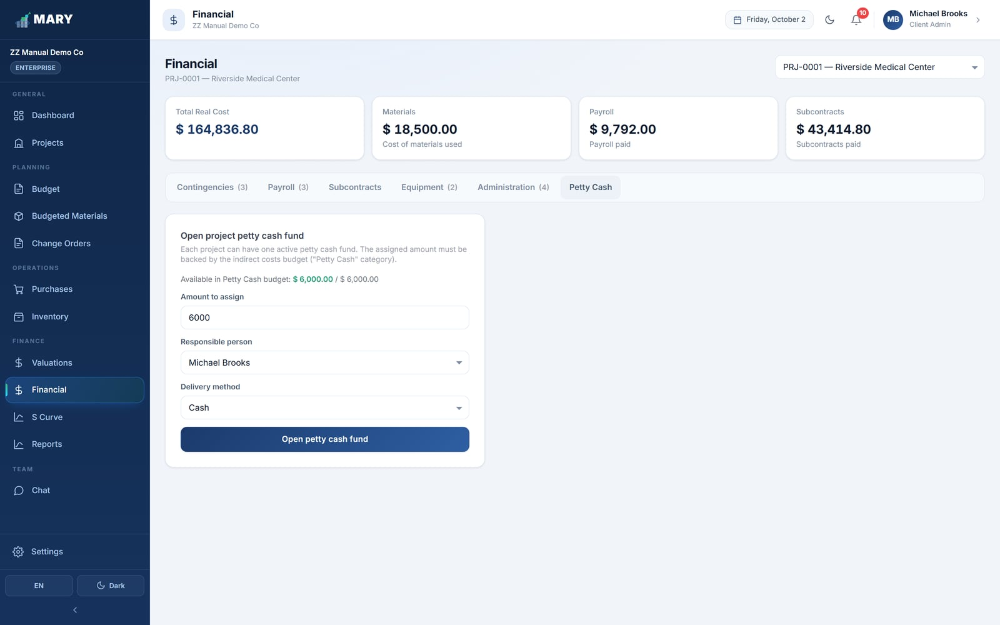 MARY
ZZ Manual Demo Co
ENTERPRISE
GENERAL
Dashboard
Projects
PLANNING
Budget
Budgeted Materials
Change Orders
OPERATIONS
Purchases
Inventory
FINANCE
Valuations
Financial
S Curve
Reports
TEAM
Chat
Settings
EN
Dark
Financial
ZZ Manual Demo Co
Friday, October 2
10
MB
Michael Brooks
Client Admin
Financial
PRJ-0001 — Riverside Medical Center
PRJ-0001 — Riverside Medical Center
Total Real Cost
$ 164,836.80
Materials
$ 18,500.00
Cost of materials used
Payroll
$ 9,792.00
Payroll paid
Subcontracts
$ 43,414.80
Subcontracts paid
Contingencies (3)
Payroll (3)
Subcontracts
Equipment (2)
Administration (4)
Petty Cash
Open project petty cash fund
Each project can have one active petty cash fund. The assigned amount must be
backed by the indirect costs budget ("Petty Cash" category).
Available in Petty Cash budget: $ 6,000.00 / $ 6,000.00
Amount to assign
6000
Responsible person
Michael Brooks
Delivery method
Cash
Open petty cash fund